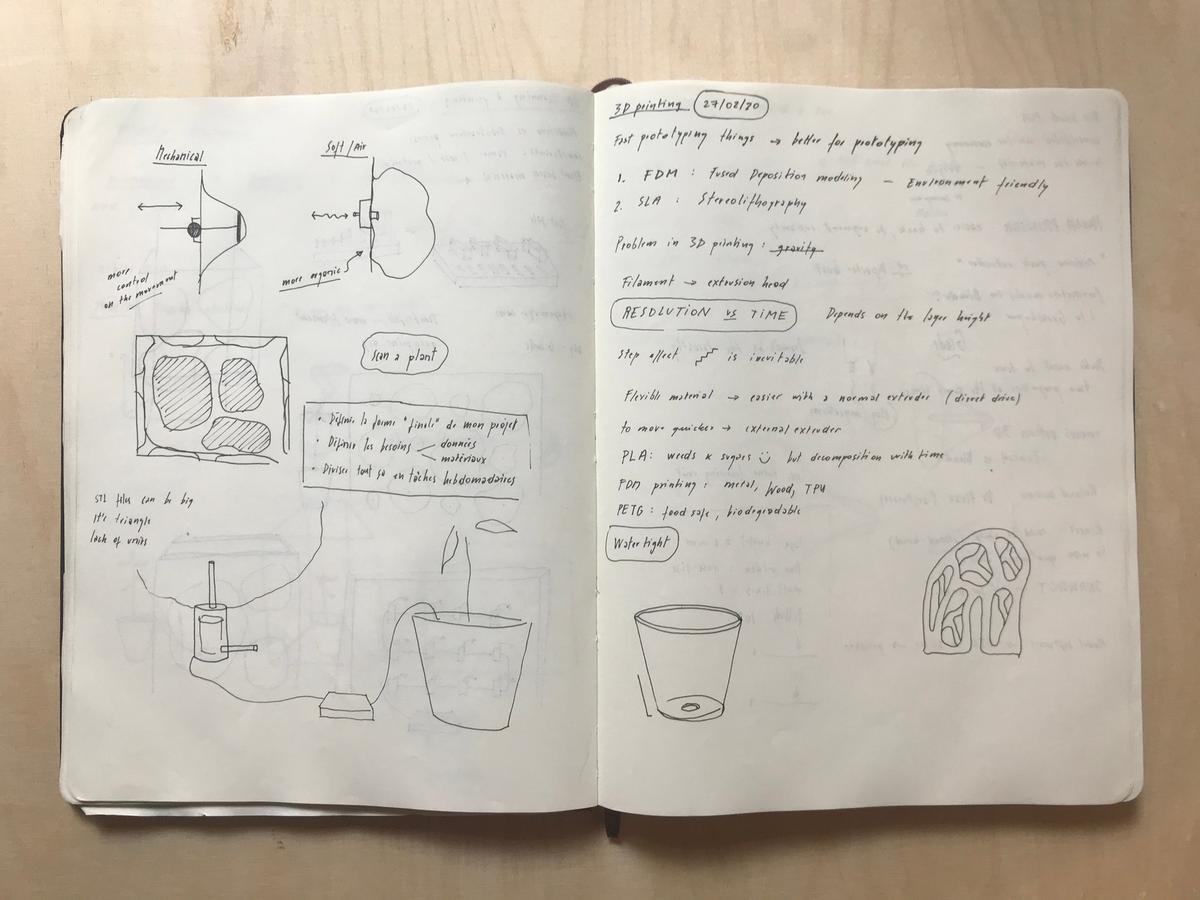 Mechanical
more
control
on the movement
Soft/Air
more organic
Scan a plant
• Définir la forme "finale" de mon projet
• Définir les besoins
données
matériaux
• Diviser tout ça en tâches hebdomadaires
STL files can be big
It's triangle
lack of units
3D printing 27/02/20
Fast prototyping things → better for prototyping
1. FDM : Fused Deposition modeling – Environment friendly
2. SLA : Stereolithography
Problem in 3D printing : gravity
Filament → extrusion head
RESOLUTION vs TIME Depends on the layer height
Step effect is inevitable
Flexible material → easier with a normal extruder (direct drive)
to move quicker → external extruder
PLA : weeds x sugars but decomposition with time
FDM printing : metal, wood, TPU
PETG : food safe, biodegradable
Water tight